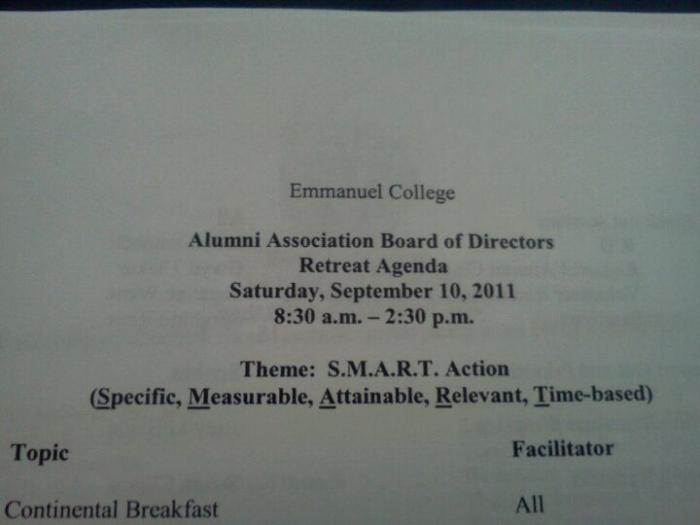 Emmanuel College
Alumni Association Board of Directors
Retreat Agenda
Saturday, September 10, 2011
8:30 a.m. – 2:30 p.m.
Theme: S.M.A.R.T. Action
(Specific, Measurable, Attainable, Relevant, Time-based)
Topic Facilitator
Continental Breakfast All